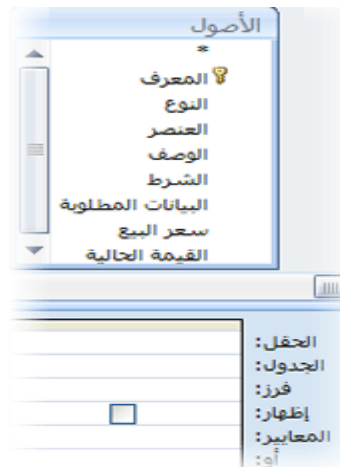 الأصول
*
المعرف
النوع
العنصر
الوصف
الشرط
البيانات المطلوبة
سعر البيع
القيمة الحالية
الحقل:
الجدول:
فرز:
إظهار:
المعايير:
أو: